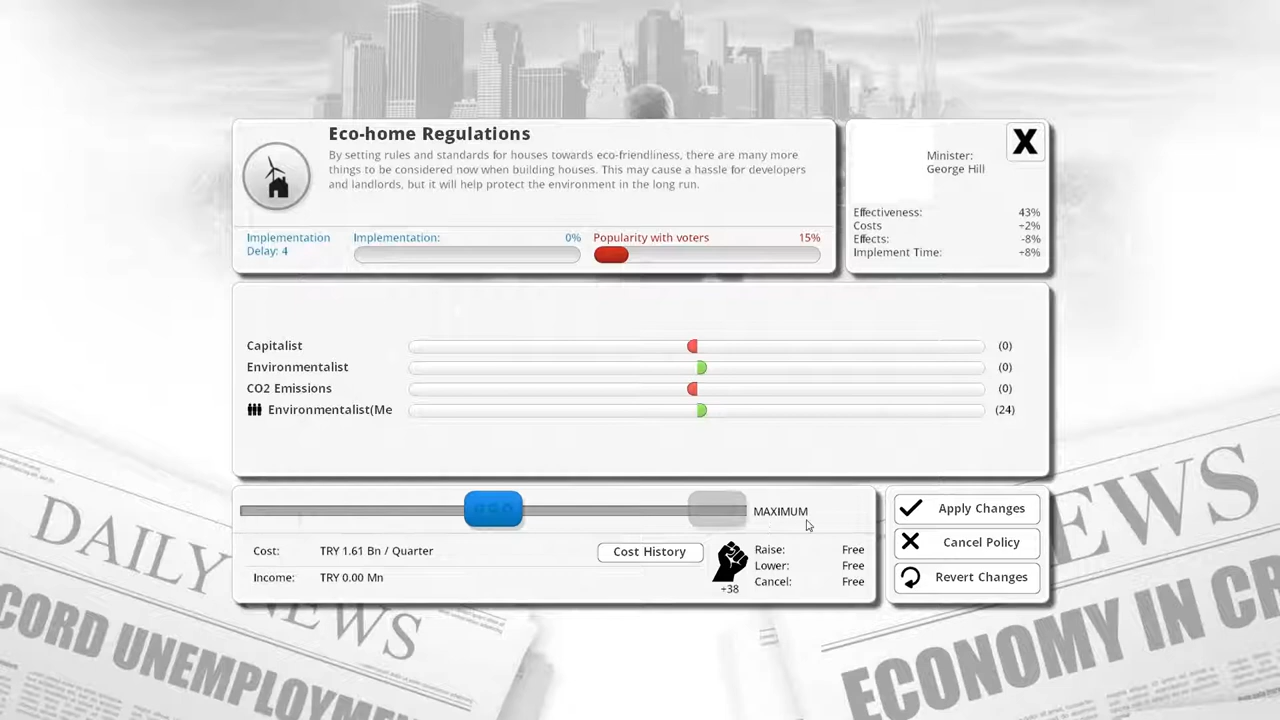 Eco-home Regulations
By setting rules and standards for houses towards eco-friendliness, there are many more
things to be considered now when building houses. This may cause a hassle for developers
and landlords, but it will help protect the environment in the long run.
Implementation
Delay: 4
Implementation: 0%
Popularity with voters 15%
X
Minister:
George Hill
Effectiveness: 43%
Costs +2%
Effects: -8%
Implement Time: +8%
Capitalist (0)
Environmentalist (0)
CO2 Emissions (0)
Environmentalist(Me (24)
MAXIMUM
Cost: TRY 1.61 Bn / Quarter
Income: TRY 0.00 Mn
Cost History
+38
Raise: Free
Lower: Free
Cancel: Free
Apply Changes
Cancel Policy
Revert Changes
DAILY NEWS
CORD UNEMPLOYME
NEWS
ECONOMY IN CR